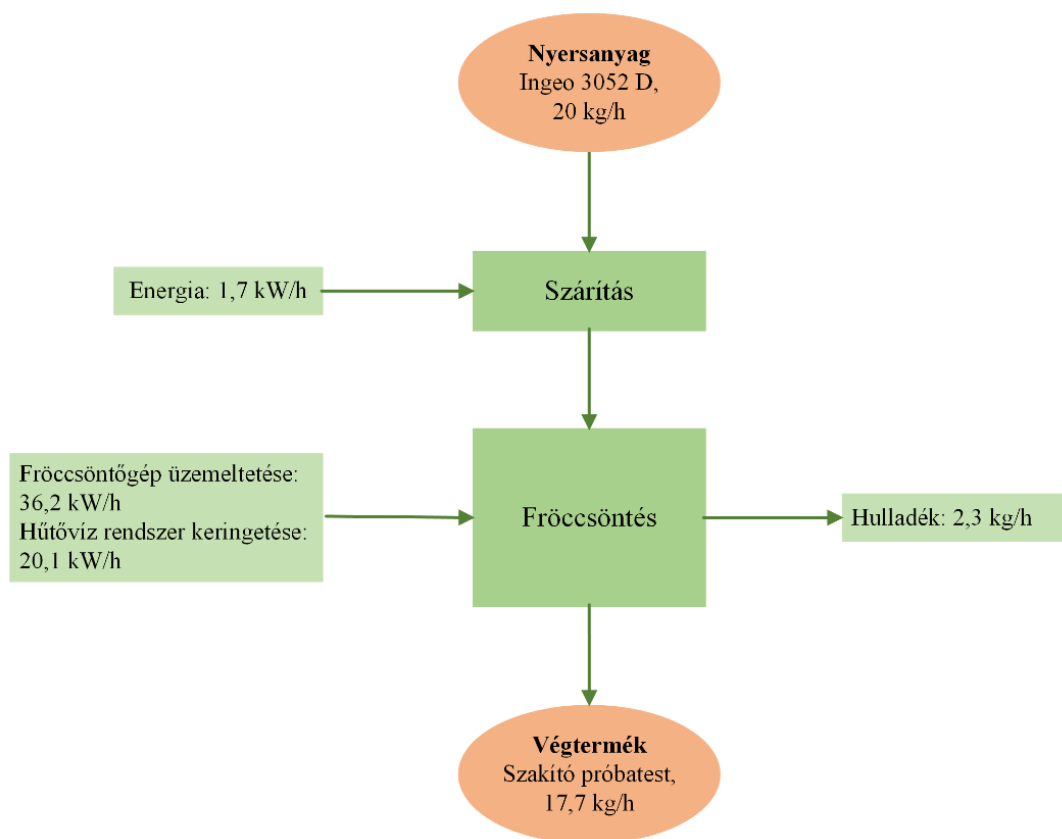 Nyersanyag
Ingeo 3052 D,
20 kg/h
Energia: 1,7 kW/h
Szárítás
Fröccsöntőgép üzemeltetése:
36,2 kW/h
Hűtővíz rendszer keringetése:
20,1 kW/h
Fröccsöntés
Hulladék: 2,3 kg/h
Végtermék
Szakító próbatest,
17,7 kg/h